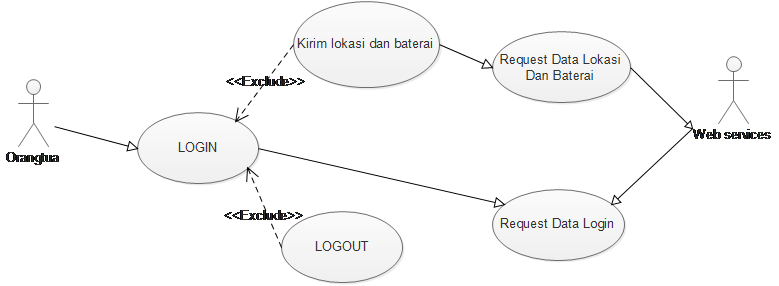 Kirim lokasi dan baterai
<<Exclude>>
Request Data Lokasi
Dan Baterai
Orangtua
LOGIN
Web services
<<Exclude>>
LOGOUT
Request Data Login